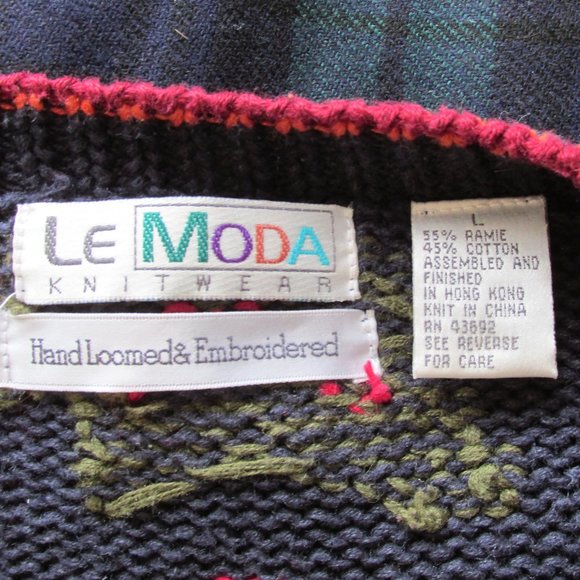 LE MODA
KNITWEAR
Hand Loomed & Embroidered
L
55% RAMIE
45% COTTON
ASSEMBLED AND
FINISHED
IN HONG KONG
KNIT IN CHINA
RN 43692
SEE REVERSE
FOR CARE